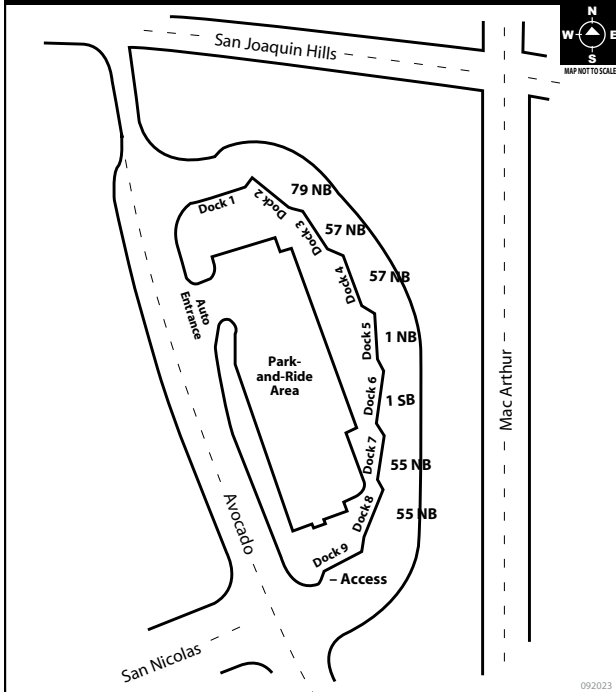 N
W E
S
MAP NOT TO SCALE
San Joaquin Hills
Mac Arthur
Dock 1
Dock 2
79 NB
Dock 3
57 NB
Dock 4
57 NB
Auto
Entrance
Dock 5
1 NB
Park-
and-Ride
Area
Dock 6
1 SB
Dock 7
55 NB
Dock 8
55 NB
Dock 9
– Access
Avocado
San Nicolas
092023